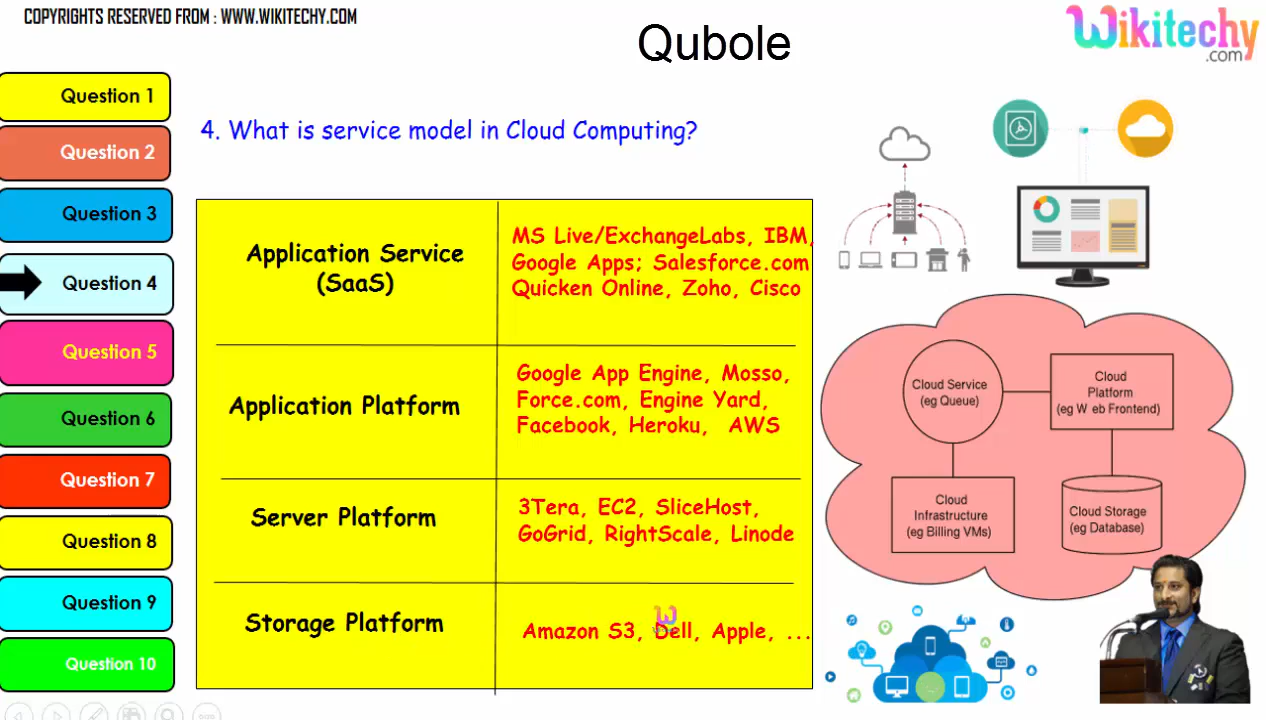 COPYRIGHTS RESERVED FROM : WWW.WIKITECHY.COM
Qubole
Wikitechy
.com
Question 1
Question 2
Question 3
Question 4
Question 5
Question 6
Question 7
Question 8
Question 9
Question 10
4. What is service model in Cloud Computing?
Application Service
(SaaS)
MS Live/ExchangeLabs, IBM,
Google Apps; Salesforce.com
Quicken Online, Zoho, Cisco
Application Platform
Google App Engine, Mosso,
Force.com, Engine Yard,
Facebook, Heroku, AWS
Server Platform
3Tera, EC2, SliceHost,
GoGrid, RightScale, Linode
Storage Platform
Amazon S3, Dell, Apple, ...
Cloud Service
(eg Queue)
Cloud
Platform
(eg W eb Frontend)
Cloud
Infrastructure
(eg Billing VMs)
Cloud Storage
(eg Database)